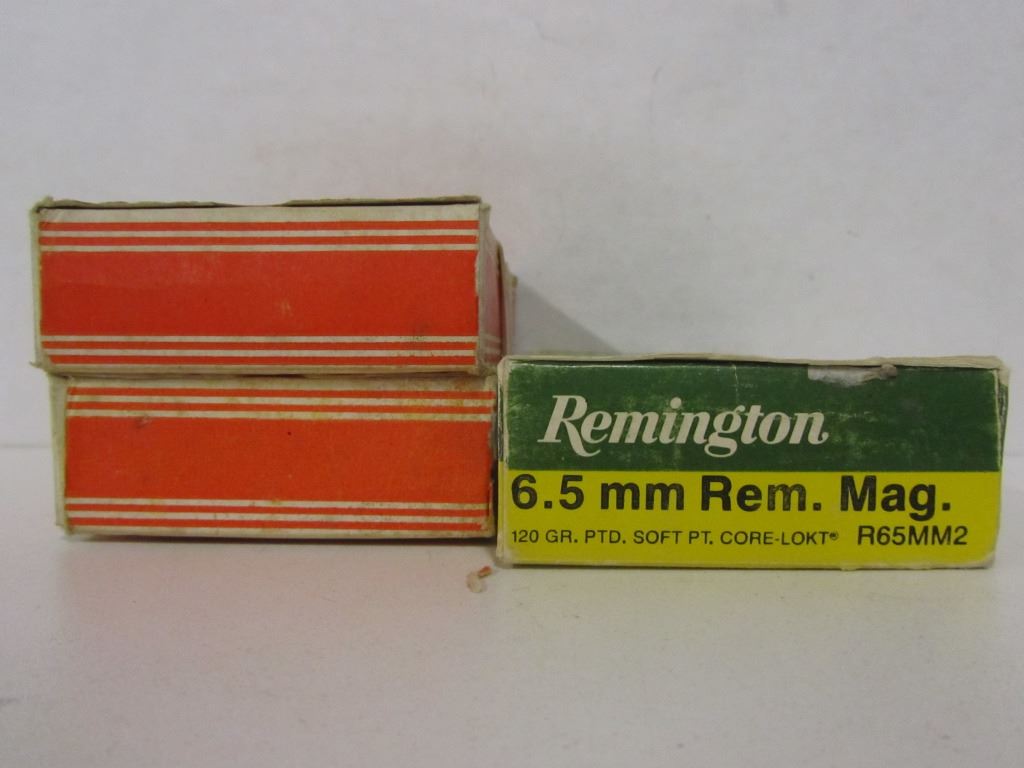 Remington
6.5 mm Rem. Mag.
120 GR. PTD. SOFT PT. CORE-LOKT® R65MM2